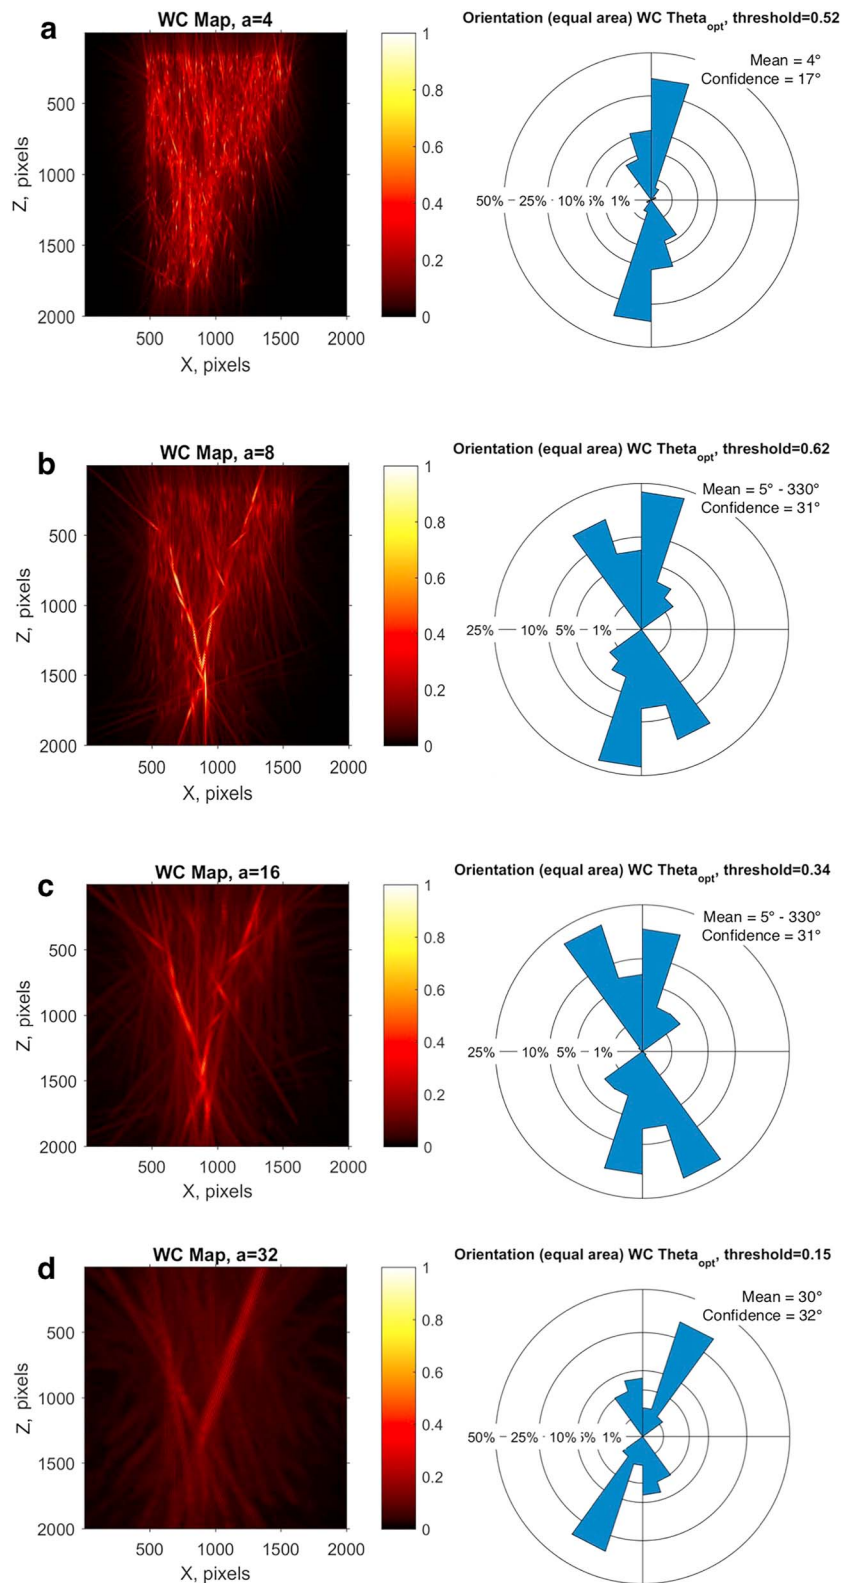 a
WC Map, a=4
Orientation (equal area) WC Theta_opt, threshold=0.52
Mean = 4°
Confidence = 17°
1
0.8
0.6
0.4
0.2
0
500
1000
1500
2000
Z, pixels
500 1000 1500 2000
X, pixels
50% 25% 10% 5% 1%
b
WC Map, a=8
Orientation (equal area) WC Theta_opt, threshold=0.62
Mean = 5° - 330°
Confidence = 31°
1
0.8
0.6
0.4
0.2
0
500
1000
1500
2000
Z, pixels
500 1000 1500 2000
X, pixels
25% 10% 5% 1%
c
WC Map, a=16
Orientation (equal area) WC Theta_opt, threshold=0.34
Mean = 5° - 330°
Confidence = 31°
1
0.8
0.6
0.4
0.2
0
500
1000
1500
2000
Z, pixels
500 1000 1500 2000
X, pixels
25% 10% 5% 1%
d
WC Map, a=32
Orientation (equal area) WC Theta_opt, threshold=0.15
Mean = 30°
Confidence = 32°
1
0.8
0.6
0.4
0.2
0
500
1000
1500
2000
Z, pixels
500 1000 1500 2000
X, pixels
50% 25% 10% 5% 1%